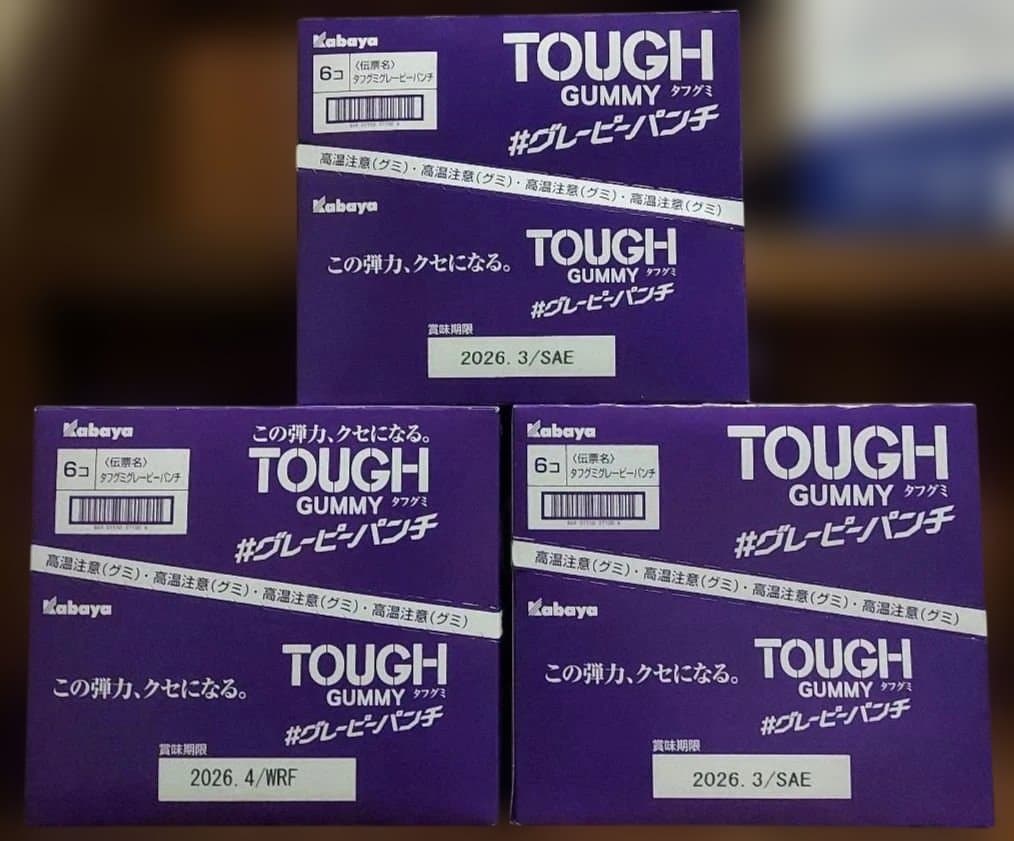 Kabaya
6コ
〈伝票名〉
タフグミグレーピーパンチ
TOUGH
GUMMY タフグミ
#グレーピーパンチ
高温注意(グミ)・高温注意(グミ)・高温注意(グミ)・高温注意(グミ)
Kabaya
この弾力、クセになる。
TOUGH
GUMMY タフグミ
#グレーピーパンチ
賞味期限
2026. 3/SAE
Kabaya
6コ
〈伝票名〉
タフグミグレーピーパンチ
この弾力、クセになる。
TOUGH
GUMMY タフグミ
#グレーピーパンチ
高温注意(グミ)・高温注意(グミ)・高温注意(グミ)・高温注意(グミ)
Kabaya
この弾力、クセになる。
TOUGH
GUMMY タフグミ
#グレーピーパンチ
賞味期限
2026. 4/WRF
Kabaya
6コ
〈伝票名〉
タフグミグレーピーパンチ
TOUGH
GUMMY タフグミ
#グレーピーパンチ
高温注意(グミ)・高温注意(グミ)・高温注意(グミ)・高温注意(グミ)
Kabaya
この弾力、クセになる。
TOUGH
GUMMY タフグミ
#グレーピーパンチ
賞味期限
2026. 3/SAE